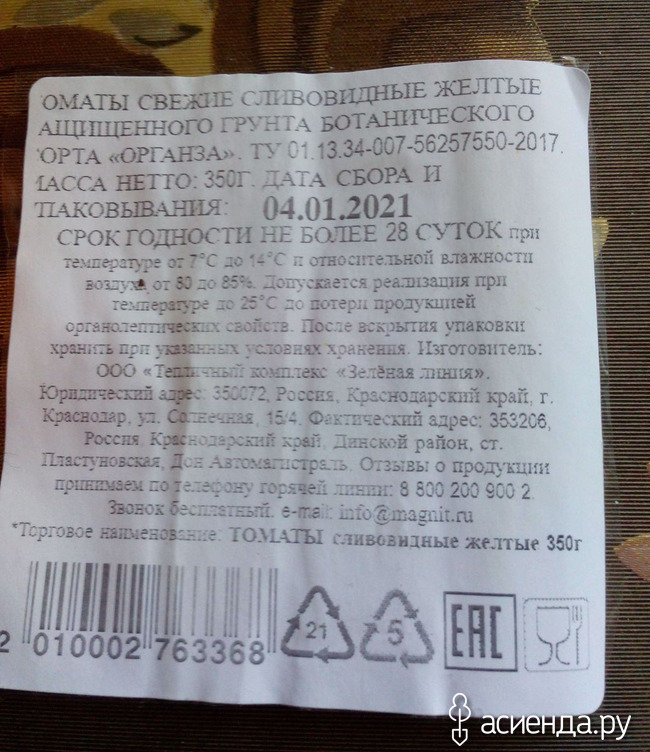 ОМАТЫ СВЕЖИЕ СЛИВОВИДНЫЕ ЖЕЛТЫЕ
АЩИЩЕННОГО ГРУНТА БОТАНИЧЕСКОГО
ОРТА «ОРГАНЗА». ТУ 01.13.34-007-56257550-2017.
АССА НЕТТО: 350Г. ДАТА СБОРА И
ПАКОВЫВАНИЯ: 04.01.2021
СРОК ГОДНОСТИ НЕ БОЛЕЕ 28 СУТОК при
температуре от 7°С до 14°С и относительной влажности
воздуха от 80 до 85%. Допускается реализация при
температуре до 25°С до потери продукцией
органолептических свойств. После вскрытия упаковки
хранить при указанных условиях хранения. Изготовитель:
ООО «Тепличный комплекс «Зелёная линия».
Юридический адрес: 350072, Россия, Краснодарский край, г.
Краснодар, ул. Солнечная, 15/4. Фактический адрес: 353206,
Россия, Краснодарский край, Динской район, ст.
Пластуновская, Дон Автомагистраль. Отзывы о продукции
принимаем по телефону горячей линии: 8 800 200 900 2.
Звонок бесплатный. e-mail: info@magnit.ru
*Торговое наименование: ТОМАТЫ сливовидные желтые 350г
2 010002 763368
21
5
ЕАС
асиенда.ру